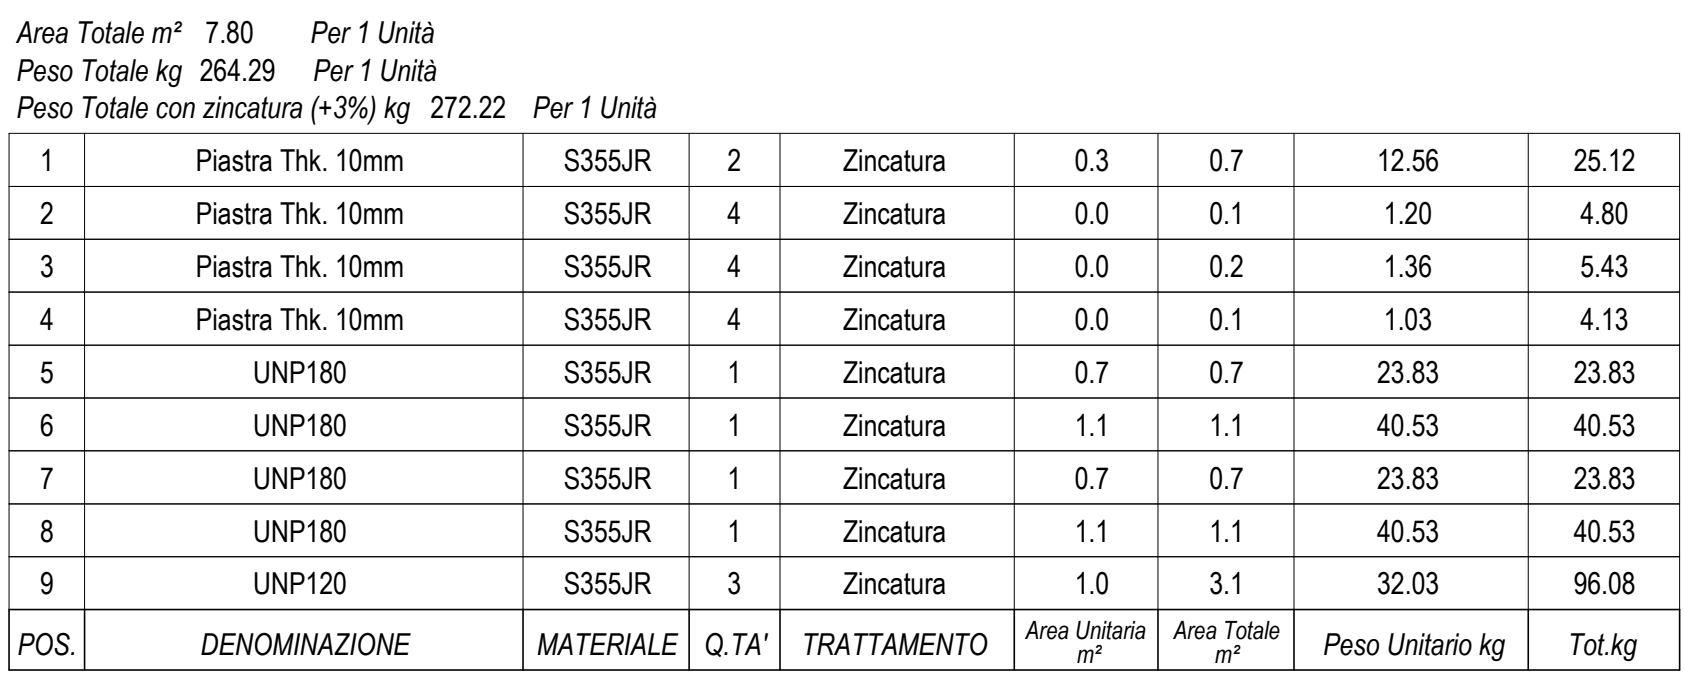 Area Totale m² 7.80 Per 1 Unità
Peso Totale kg 264.29 Per 1 Unità
Peso Totale con zincatura (+3%) kg 272.22 Per 1 Unità
1 Piastra Thk. 10mm S355JR 2 Zincatura 0.3 0.7 12.56 25.12
2 Piastra Thk. 10mm S355JR 4 Zincatura 0.0 0.1 1.20 4.80
3 Piastra Thk. 10mm S355JR 4 Zincatura 0.0 0.2 1.36 5.43
4 Piastra Thk. 10mm S355JR 4 Zincatura 0.0 0.1 1.03 4.13
5 UNP180 S355JR 1 Zincatura 0.7 0.7 23.83 23.83
6 UNP180 S355JR 1 Zincatura 1.1 1.1 40.53 40.53
7 UNP180 S355JR 1 Zincatura 0.7 0.7 23.83 23.83
8 UNP180 S355JR 1 Zincatura 1.1 1.1 40.53 40.53
9 UNP120 S355JR 3 Zincatura 1.0 3.1 32.03 96.08
POS. DENOMINAZIONE MATERIALE Q.TA' TRATTAMENTO Area Unitaria m² Area Totale m² Peso Unitario kg Tot.kg